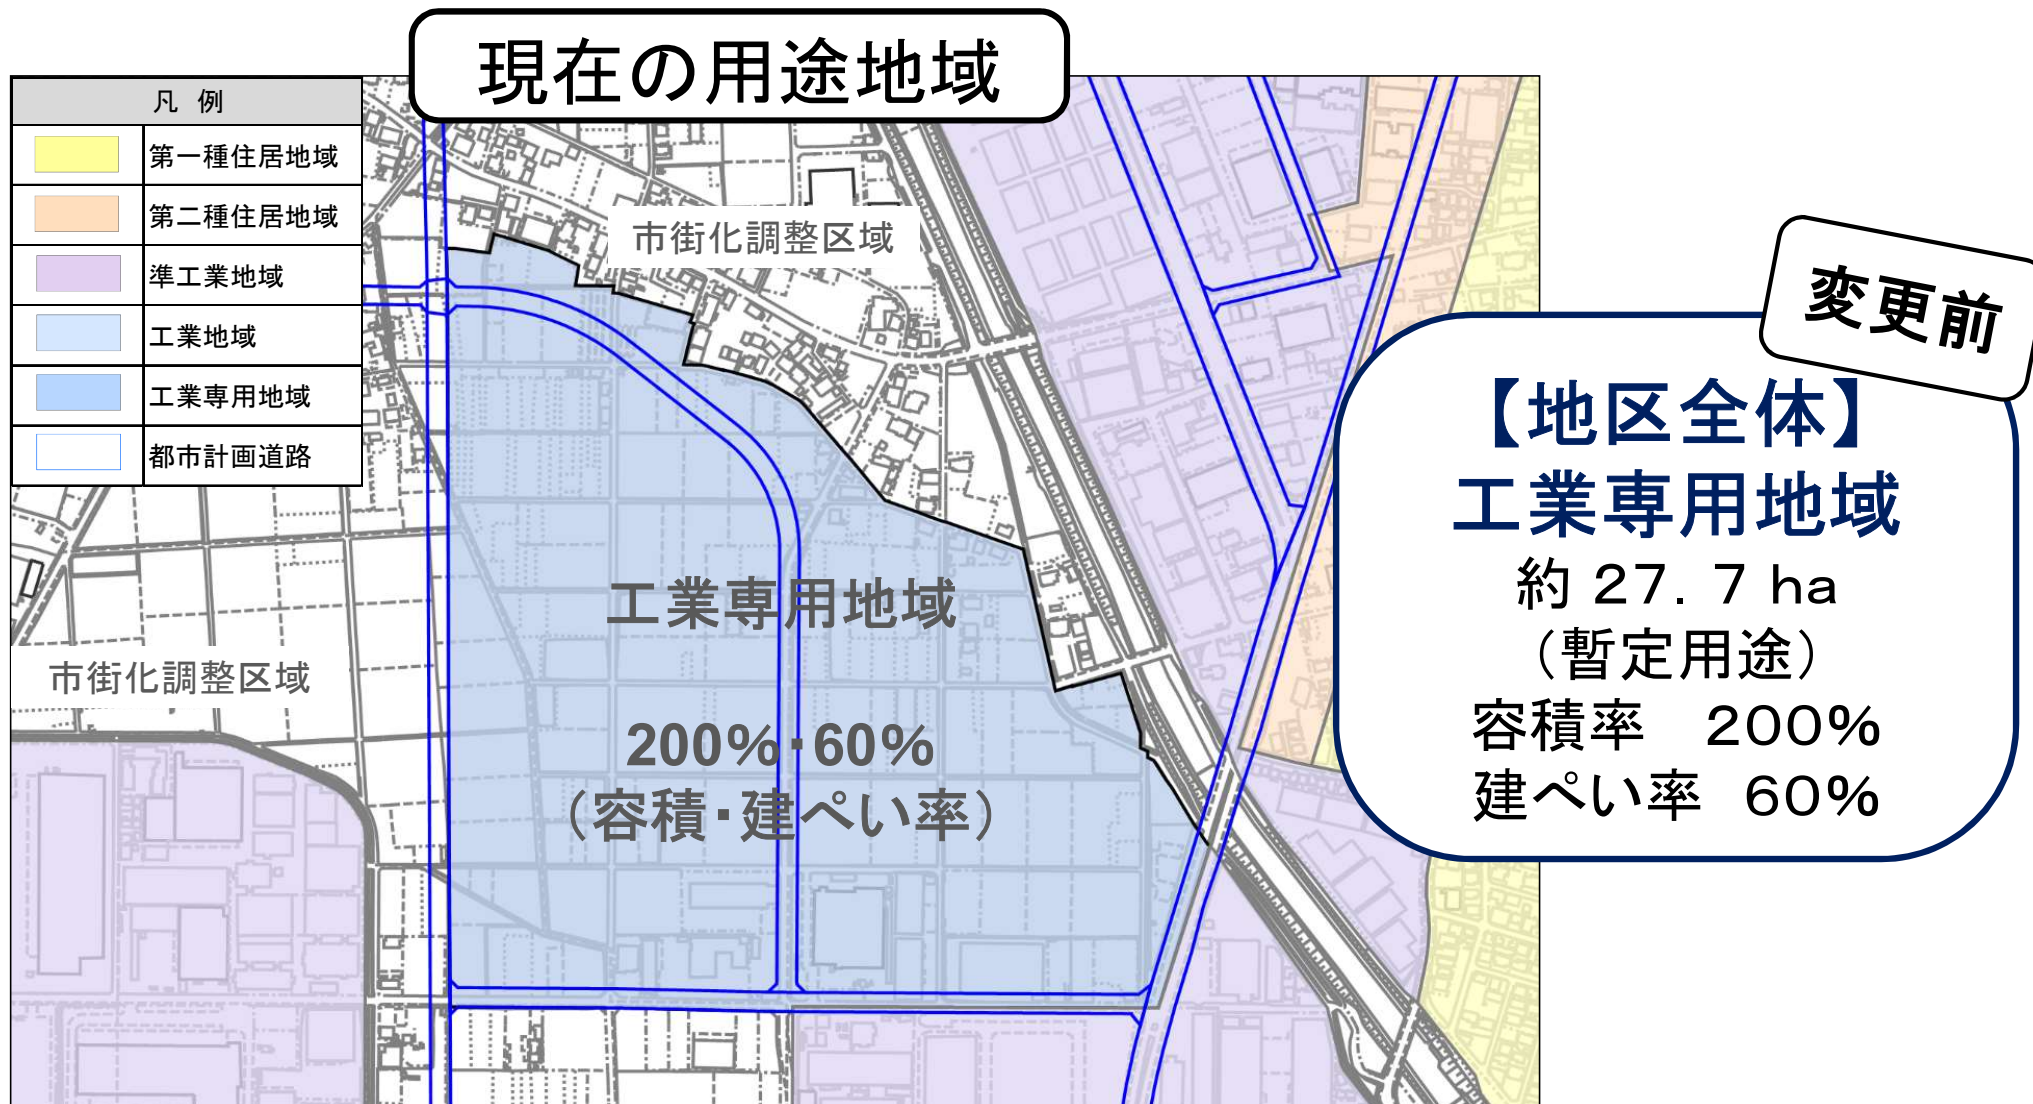 現在の用途地域
凡 例
第一種住居地域
第二種住居地域
準工業地域
工業地域
工業専用地域
都市計画道路
市街化調整区域
市街化調整区域
工業専用地域
200%・60%
（容積・建ぺい率）
変更前
【地区全体】
工業専用地域
約 27. 7 ha
（暫定用途）
容積率　200%
建ぺい率　60%